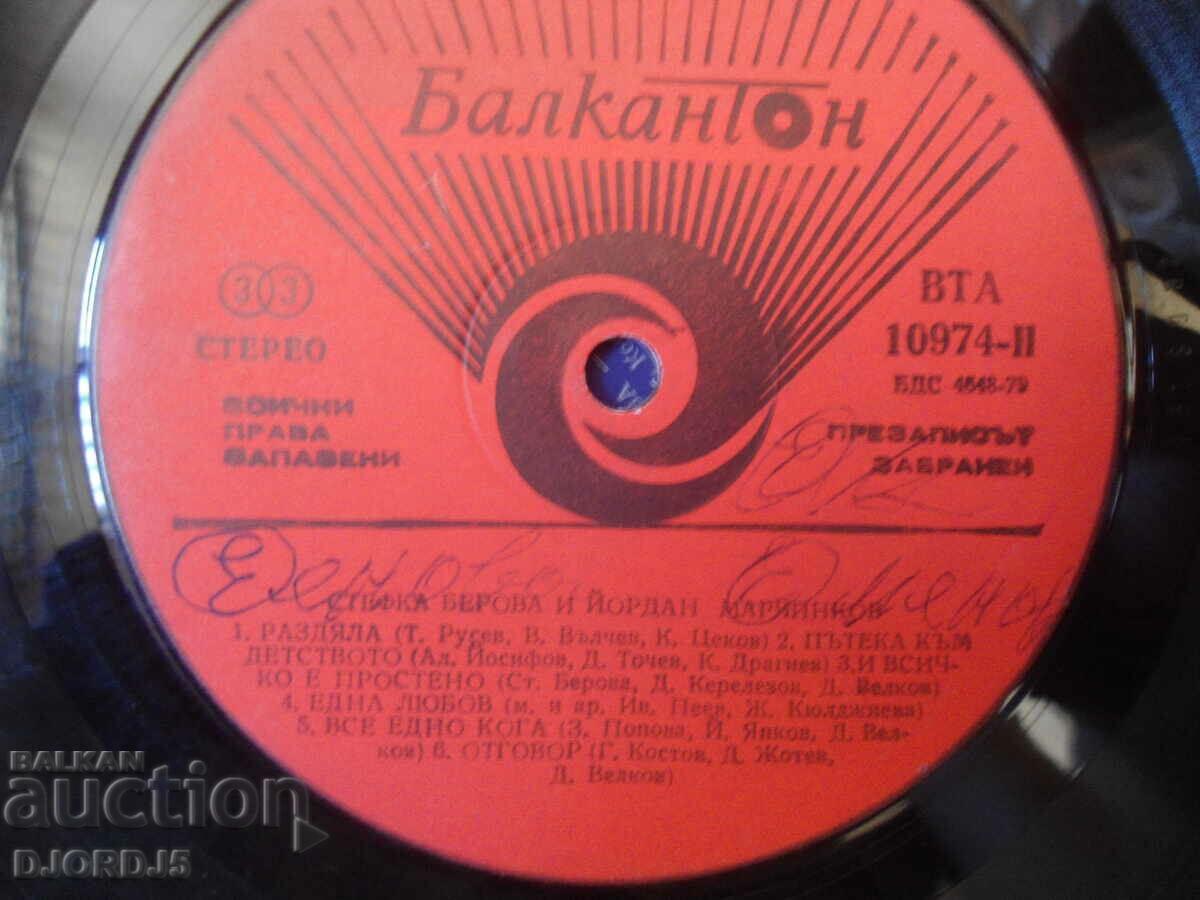 Балкантон
33
СТЕРЕО
ВСИЧКИ
ПРАВА
ЗАПАЗЕНИ
ВТА
10974-II
БДС 4648-79
ПРЕЗАПИСЪТ
ЗАБРАНЕН
СТЕФКА БЕРОВА И ЙОРДАН МАРЧИНКОВ
1. РАЗДЯЛА (Т. Русев, В. Вълчев, К. Цеков) 2. ПЪТЕКА КЪМ
ДЕТСТВОТО (Ал. Йосифов, Д. Точев, К. Драгнев) 3.И ВСИЧ-
КО Е ПРОСТЕНО (Ст. Берова, Д. Керелезов, Д. Велков)
4. ЕДНА ЛЮБОВ (м. и ар. Ив. Пеев, Ж. Кюлджиева)
5. ВСЕ ЕДНО КОГА (З. Попова, Й. Янков, Д. Вел-
ков) 6. ОТГОВОР (Г. Костов, Д. Жотев,
Д. Велков)
BALKAN
auction
DJORDJ5